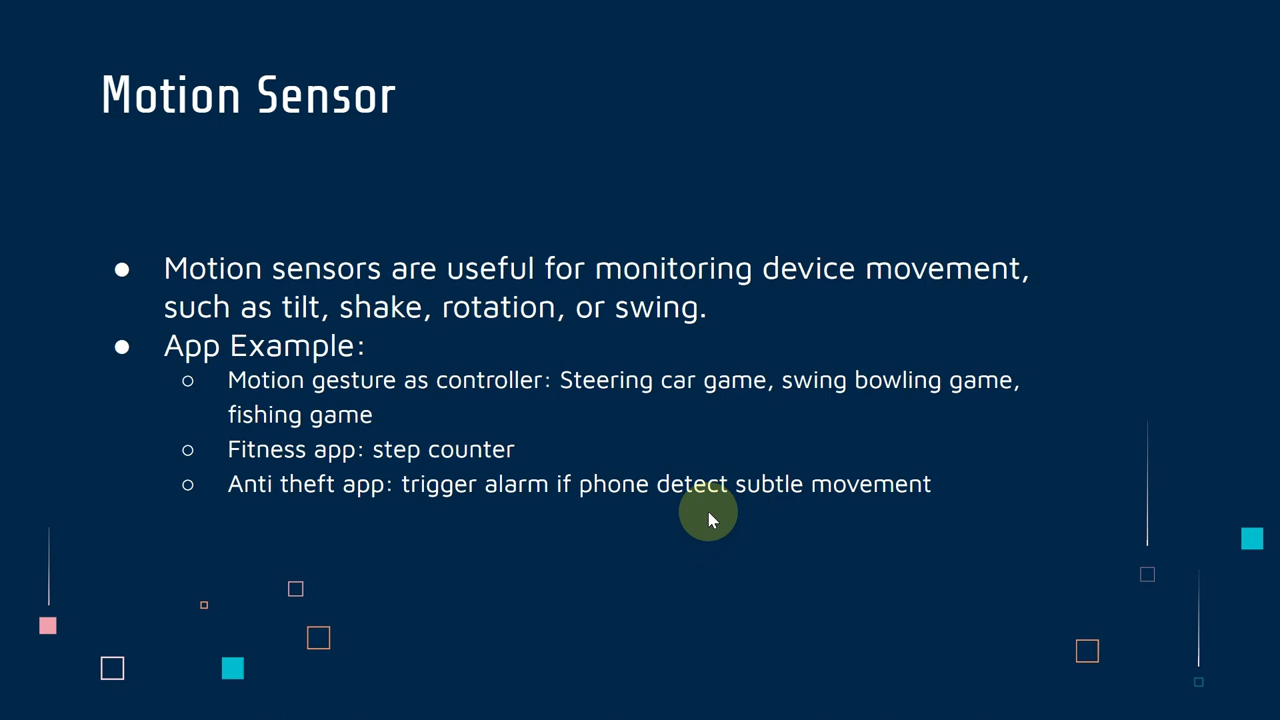 Motion Sensor
● Motion sensors are useful for monitoring device movement,
such as tilt, shake, rotation, or swing.
● App Example:
○ Motion gesture as controller: Steering car game, swing bowling game,
fishing game
○ Fitness app: step counter
○ Anti theft app: trigger alarm if phone detect subtle movement